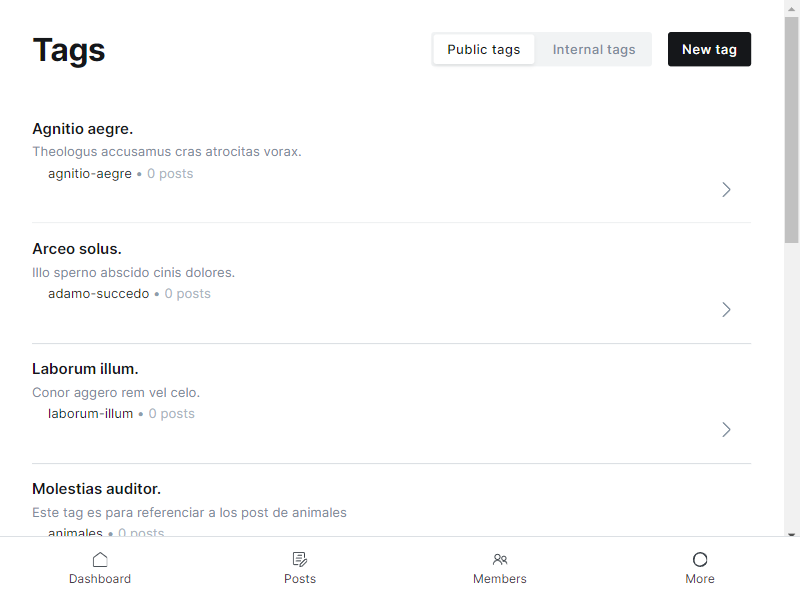 Tags
Public tags
Internal tags
New tag
Agnitio aegre.
Theologus accusamus cras atrocitas vorax.
agnitio-aegre • 0 posts
Arceo solus.
Illo sperno abscido cinis dolores.
adamo-succedo • 0 posts
Laborum illum.
Conor aggero rem vel celo.
laborum-illum • 0 posts
Molestias auditor.
Este tag es para referenciar a los post de animales
animales • 0 posts
Dashboard
Posts
Members
More